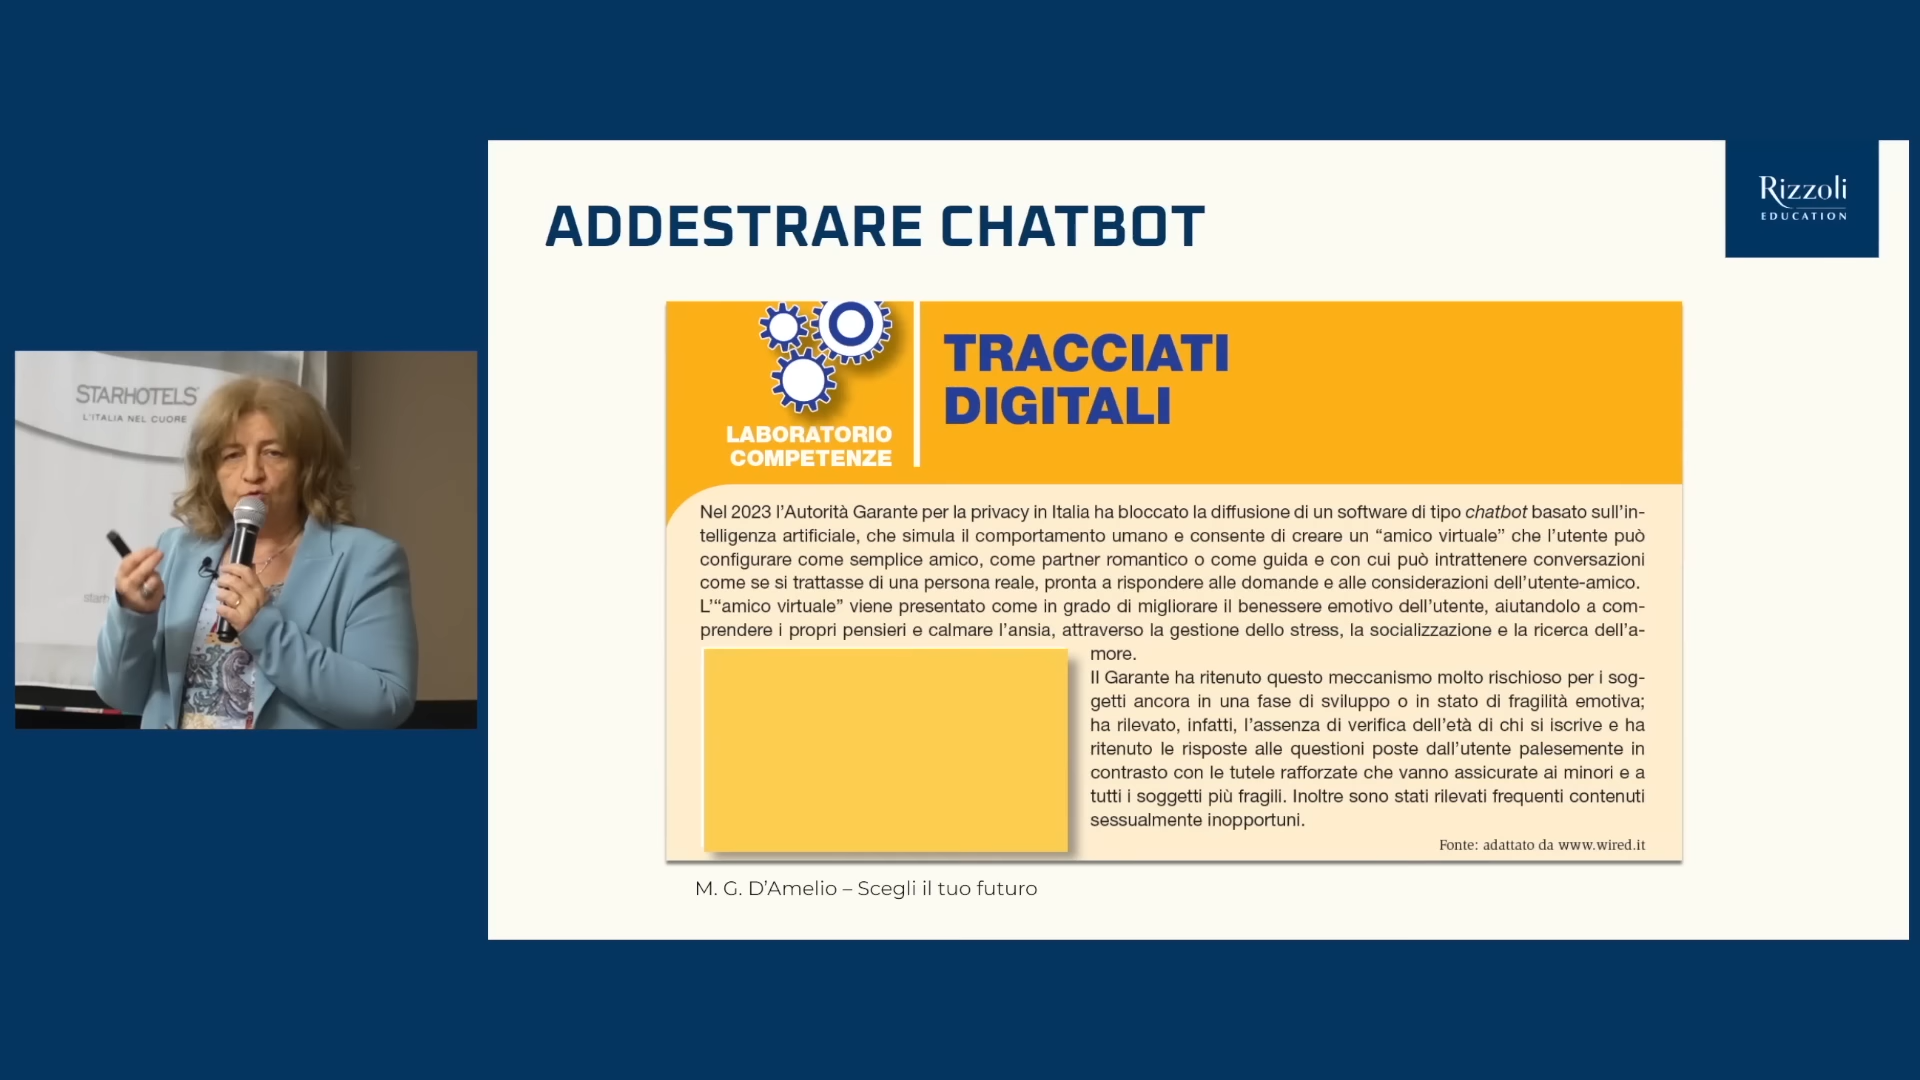 ADDESTRARE CHATBOT
Rizzoli
EDUCATION
LABORATORIO
COMPETENZE
TRACCIATI
DIGITALI
Nel 2023 l’Autorità Garante per la privacy in Italia ha bloccato la diffusione di un software di tipo chatbot basato sull’in-
telligenza artificiale, che simula il comportamento umano e consente di creare un “amico virtuale” che l’utente può
configurare come semplice amico, come partner romantico o come guida e con cui può intrattenere conversazioni
come se si trattasse di una persona reale, pronta a rispondere alle domande e alle considerazioni dell’utente-amico.
L’“amico virtuale” viene presentato come in grado di migliorare il benessere emotivo dell’utente, aiutandolo a com-
prendere i propri pensieri e calmare l’ansia, attraverso la gestione dello stress, la socializzazione e la ricerca dell’a-
more.
Il Garante ha ritenuto questo meccanismo molto rischioso per i sog-
getti ancora in una fase di sviluppo o in stato di fragilità emotiva;
ha rilevato, infatti, l’assenza di verifica dell’età di chi si iscrive e ha
ritenuto le risposte alle questioni poste dall’utente palesemente in
contrasto con le tutele rafforzate che vanno assicurate ai minori e a
tutti i soggetti più fragili. Inoltre sono stati rilevati frequenti contenuti
sessualmente inopportuni.
Fonte: adattato da www.wired.it
M. G. D’Amelio – Scegli il tuo futuro
STARHOTELS
L'ITALIA NEL CUORE